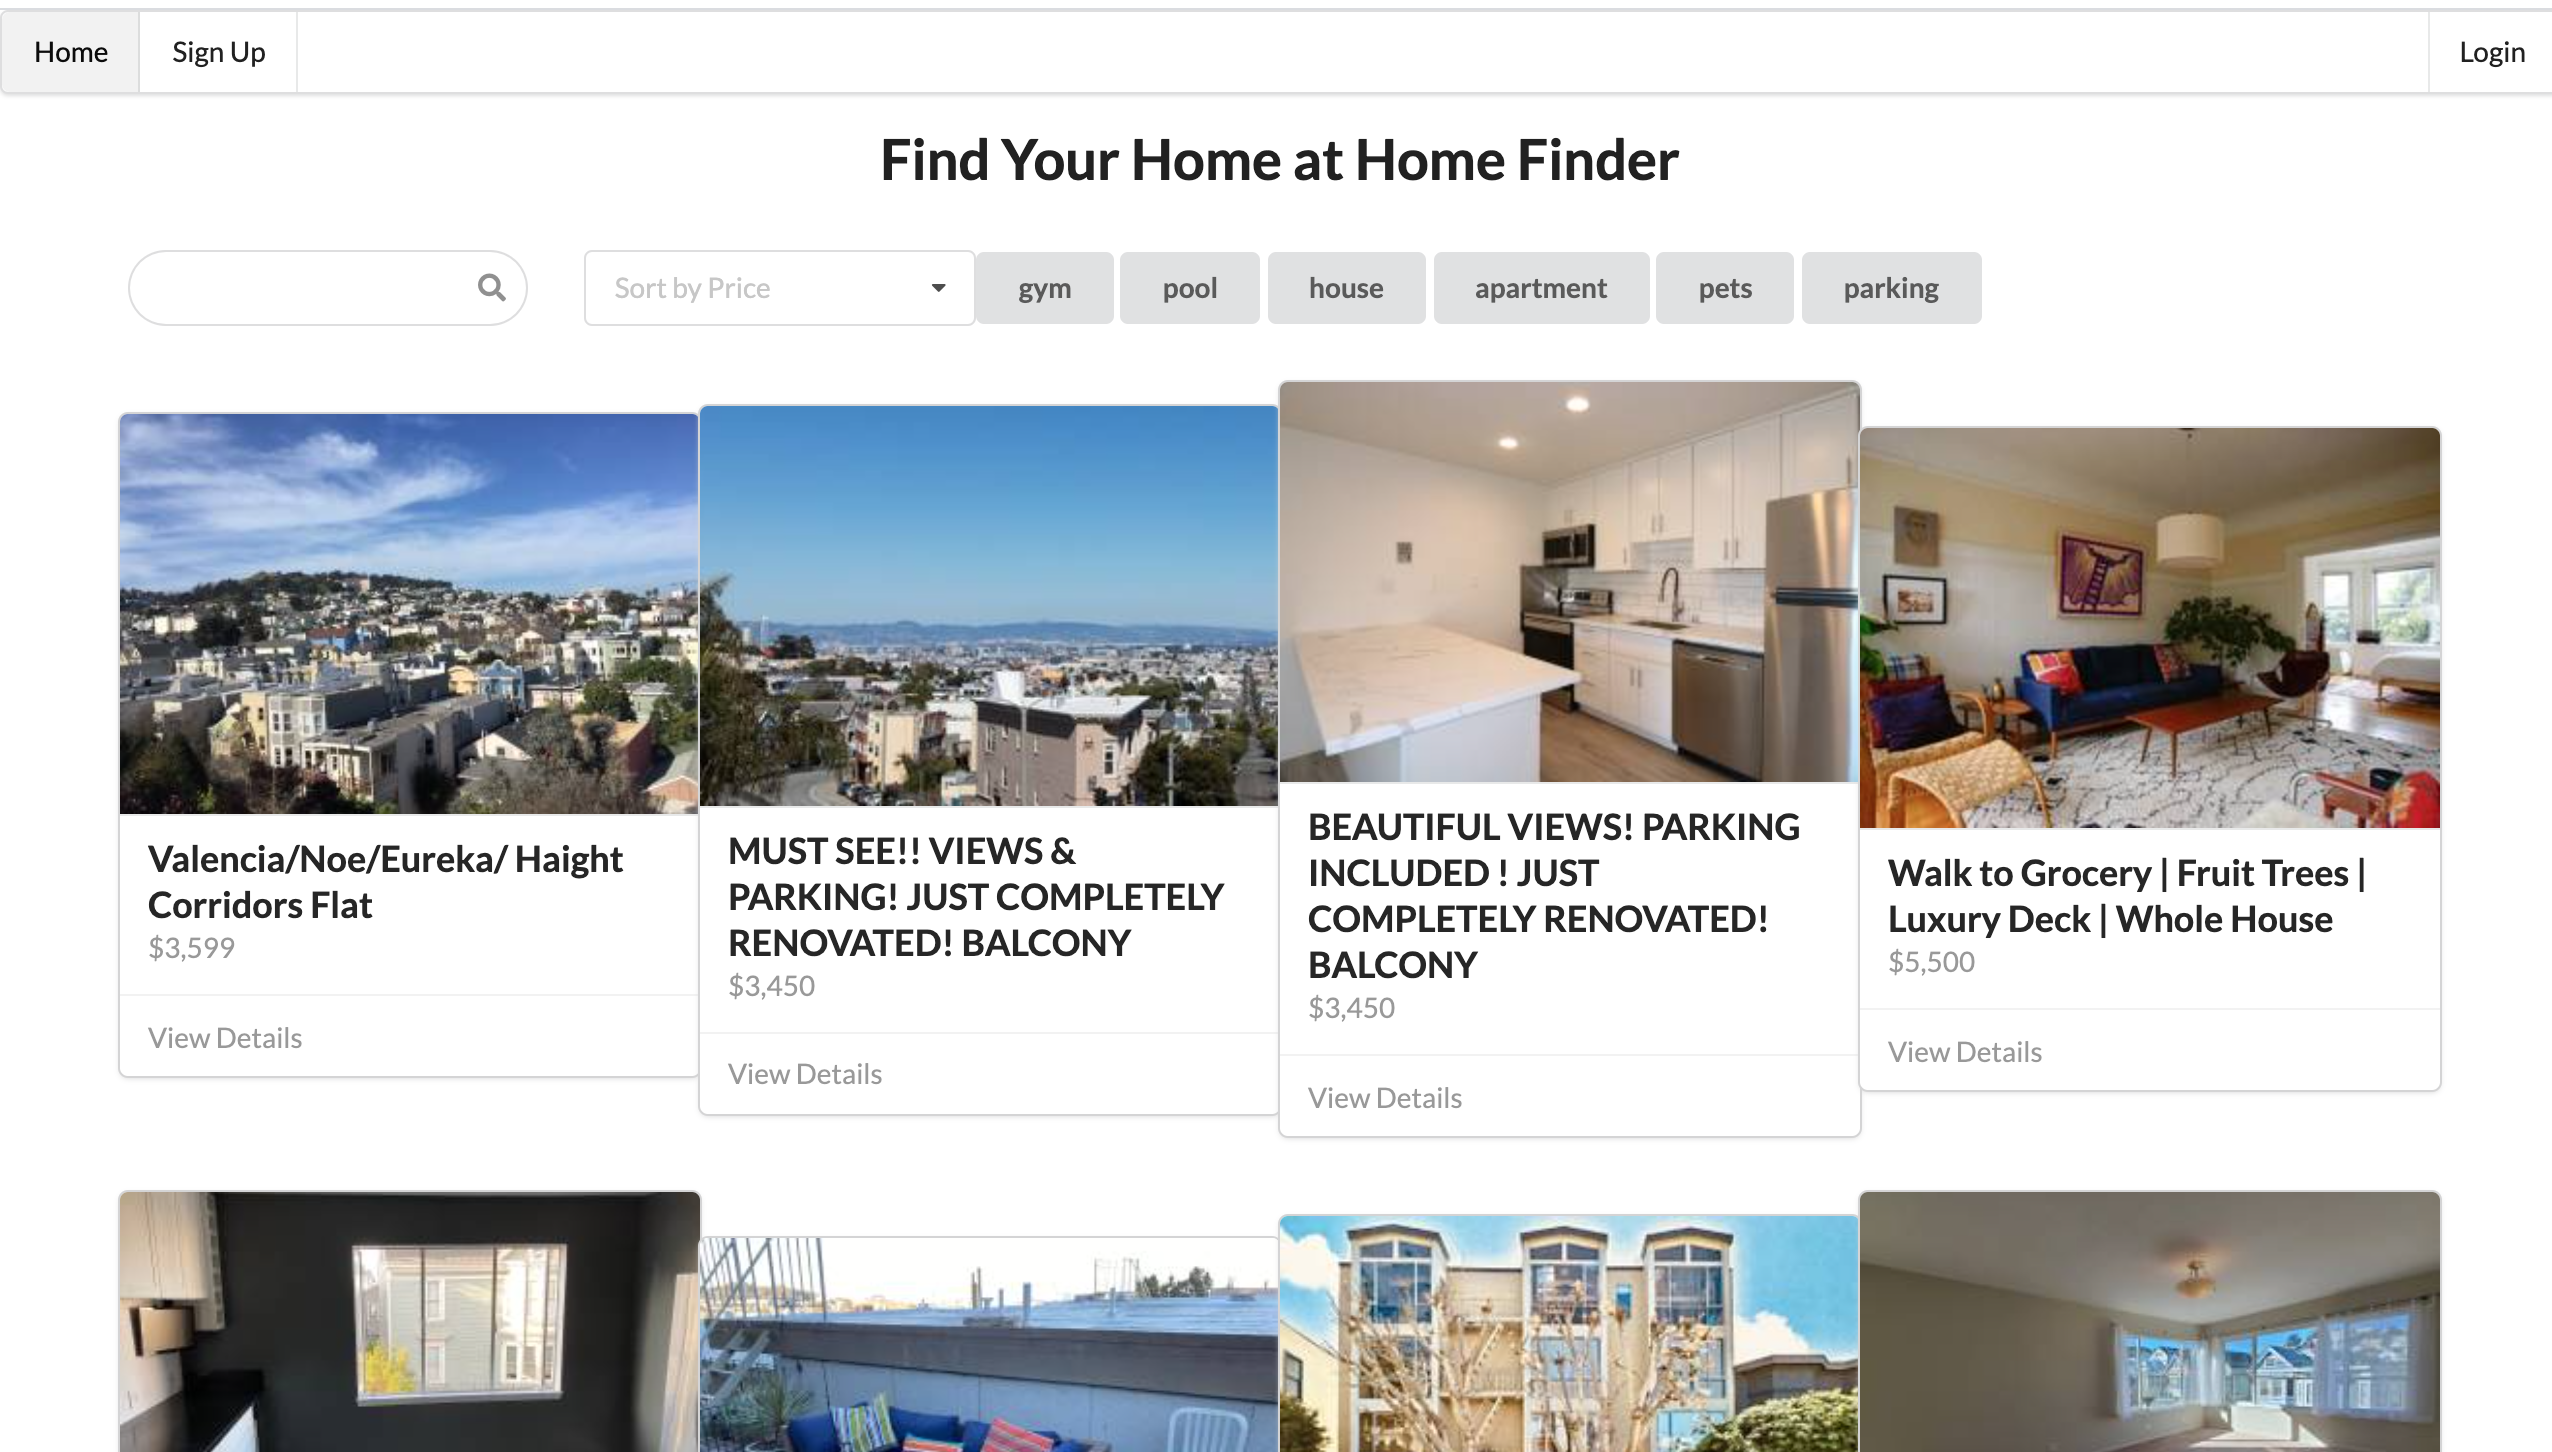 Home
Sign Up
Login
Find Your Home at Home Finder
Sort by Price
gym
pool
house
apartment
pets
parking
Valencia/Noe/Eureka/ Haight
Corridors Flat
$3,599
View Details
MUST SEE!! VIEWS &
PARKING! JUST COMPLETELY
RENOVATED! BALCONY
$3,450
View Details
BEAUTIFUL VIEWS! PARKING
INCLUDED ! JUST
COMPLETELY RENOVATED!
BALCONY
$3,450
View Details
Walk to Grocery | Fruit Trees |
Luxury Deck | Whole House
$5,500
View Details